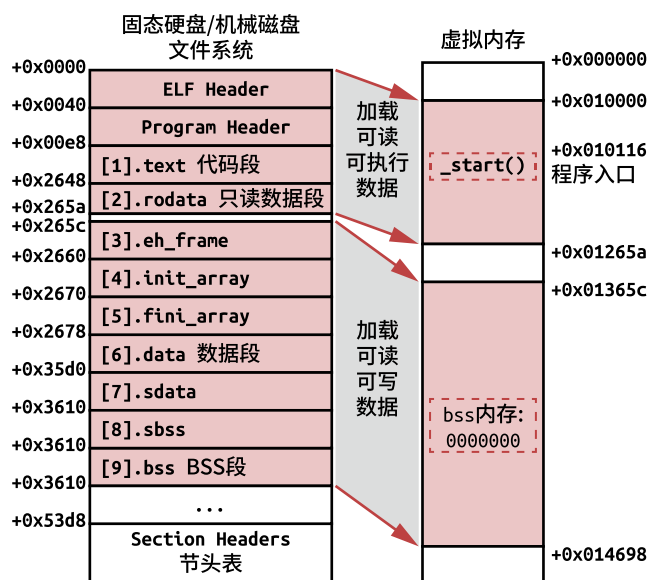 固态硬盘/机械磁盘
文件系统
虚拟内存
+0x0000
ELF Header
+0x0040
Program Header
+0x00e8
[1].text 代码段
+0x2648
[2].rodata 只读数据段
+0x265a
+0x265c
[3].eh_frame
+0x2660
[4].init_array
+0x2670
[5].fini_array
+0x2678
[6].data 数据段
+0x35d0
[7].sdata
+0x3610
[8].sbss
+0x3610
[9].bss BSS段
+0x3610
...
+0x53d8
Section Headers
节头表
加载
可读
可执行
数据
加载
可读
可写
数据
+0x000000
+0x010000
_start()
+0x010116
程序入口
+0x01265a
+0x01365c
bss内存:
0000000
+0x014698